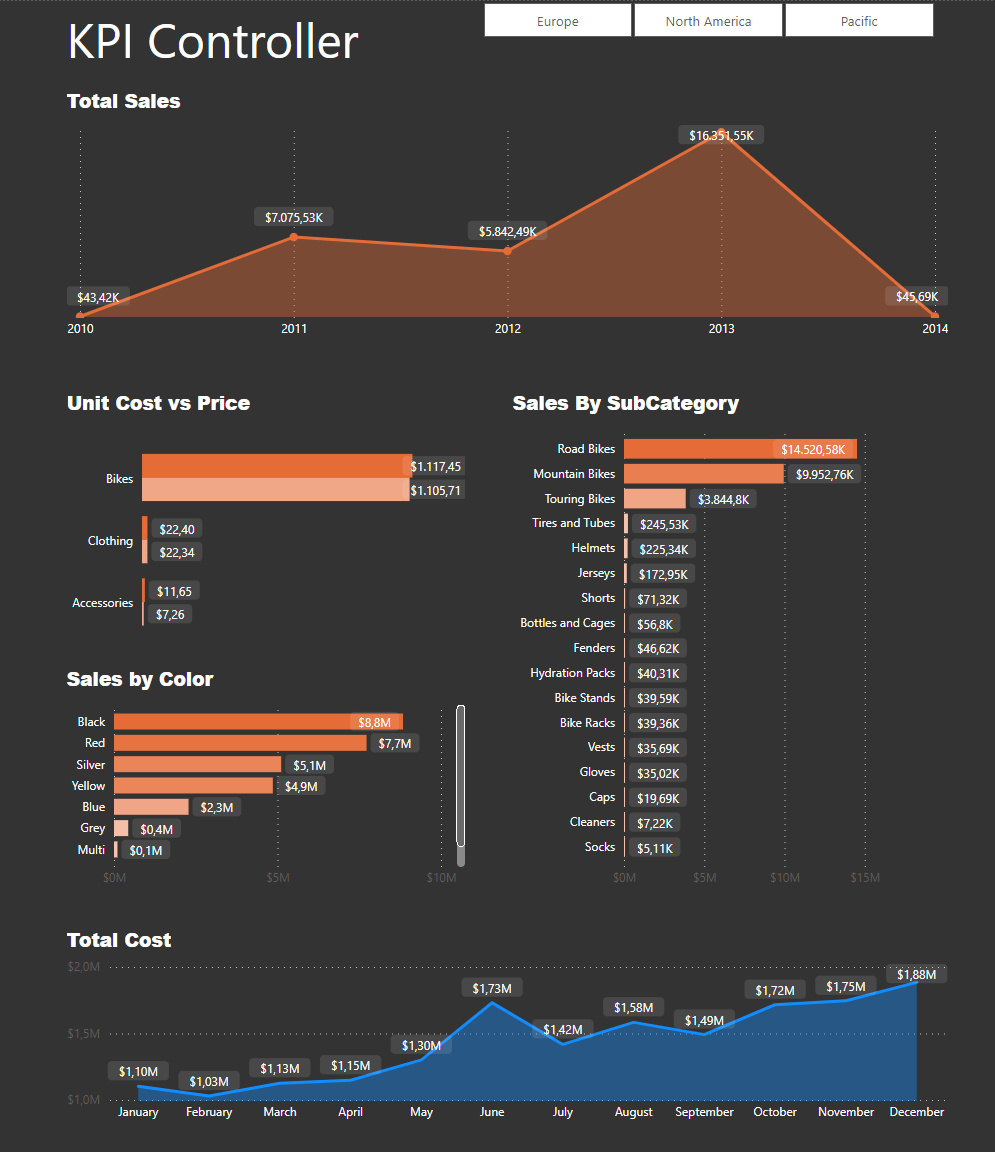 KPI Controller
Europe
North America
Pacific
Total Sales
$43,42K
$7.075,53K
$5.842,49K
$16.351,55K
$45,69K
2010
2011
2012
2013
2014
Unit Cost vs Price
Bikes
$1.117,45
$1.105,71
Clothing
$22,40
$22,34
Accessories
$11,65
$7,26
Sales by Color
Black $8,8M
Red $7,7M
Silver $5,1M
Yellow $4,9M
Blue $2,3M
Grey $0,4M
Multi $0,1M
$0M $5M $10M
Sales By SubCategory
Road Bikes $14.520,58K
Mountain Bikes $9.952,76K
Touring Bikes $3.844,8K
Tires and Tubes $245,53K
Helmets $225,34K
Jerseys $172,95K
Shorts $71,32K
Bottles and Cages $56,8K
Fenders $46,62K
Hydration Packs $40,31K
Bike Stands $39,59K
Bike Racks $39,36K
Vests $35,69K
Gloves $35,02K
Caps $19,69K
Cleaners $7,22K
Socks $5,11K
$0M $5M $10M $15M
Total Cost
$2,0M
$1,5M
$1,0M
$1,10M
$1,03M
$1,13M
$1,15M
$1,30M
$1,73M
$1,42M
$1,58M
$1,49M
$1,72M
$1,75M
$1,88M
January February March April May June July August September October November December